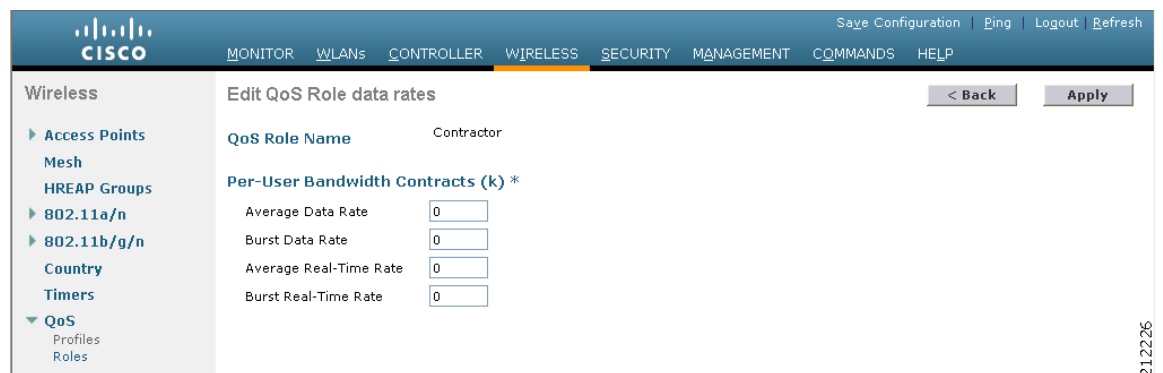 Save Configuration | Ping | Logout | Refresh
CISCO
MONITOR WLANs CONTROLLER WIRELESS SECURITY MANAGEMENT COMMANDS HELP
Wireless
Access Points
Mesh
HREAP Groups
802.11a/n
802.11b/g/n
Country
Timers
QoS
Profiles
Roles
Edit QoS Role data rates
< Back
Apply
QoS Role Name Contractor
Per-User Bandwidth Contracts (k) *
Average Data Rate 0
Burst Data Rate 0
Average Real-Time Rate 0
Burst Real-Time Rate 0
212226